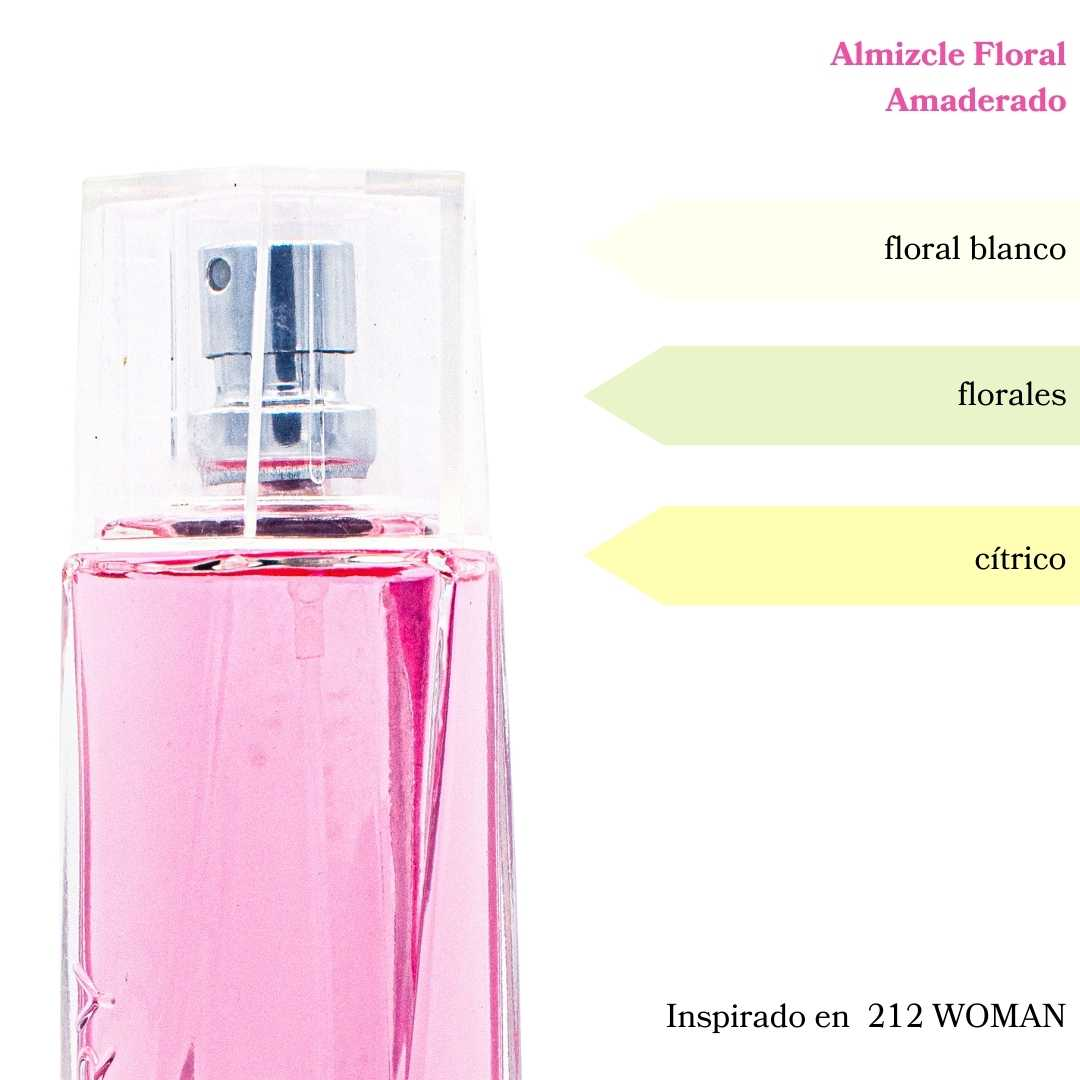 Almizcle Floral
Amaderado
floral blanco
florales
cítrico
Inspirado en  212 WOMAN